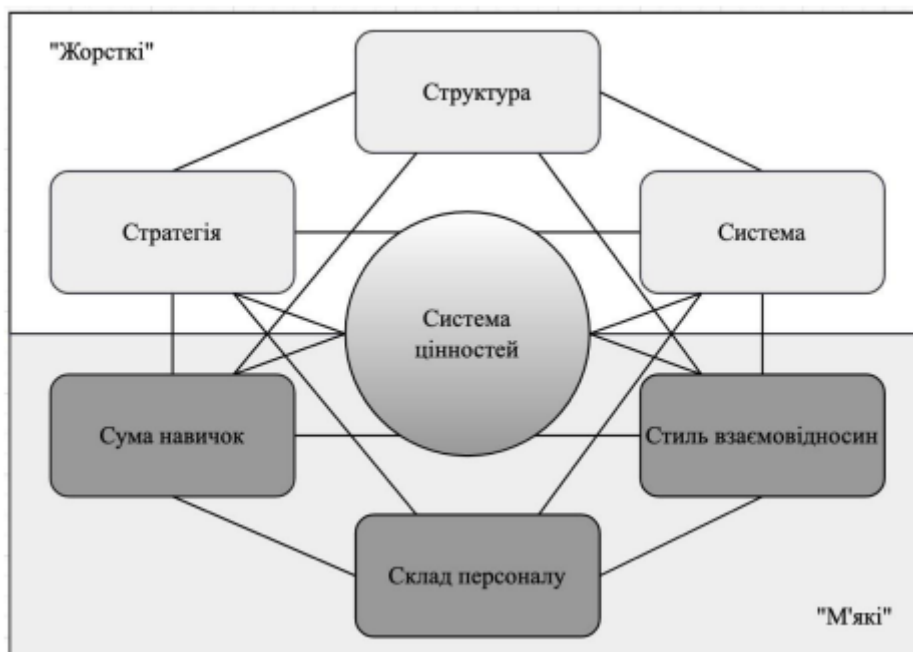 "Жорсткі"
Структура
Стратегія
Система
Система
цінностей
Сума навичок
Стиль взаємовідносин
Склад персоналу
"М'які"